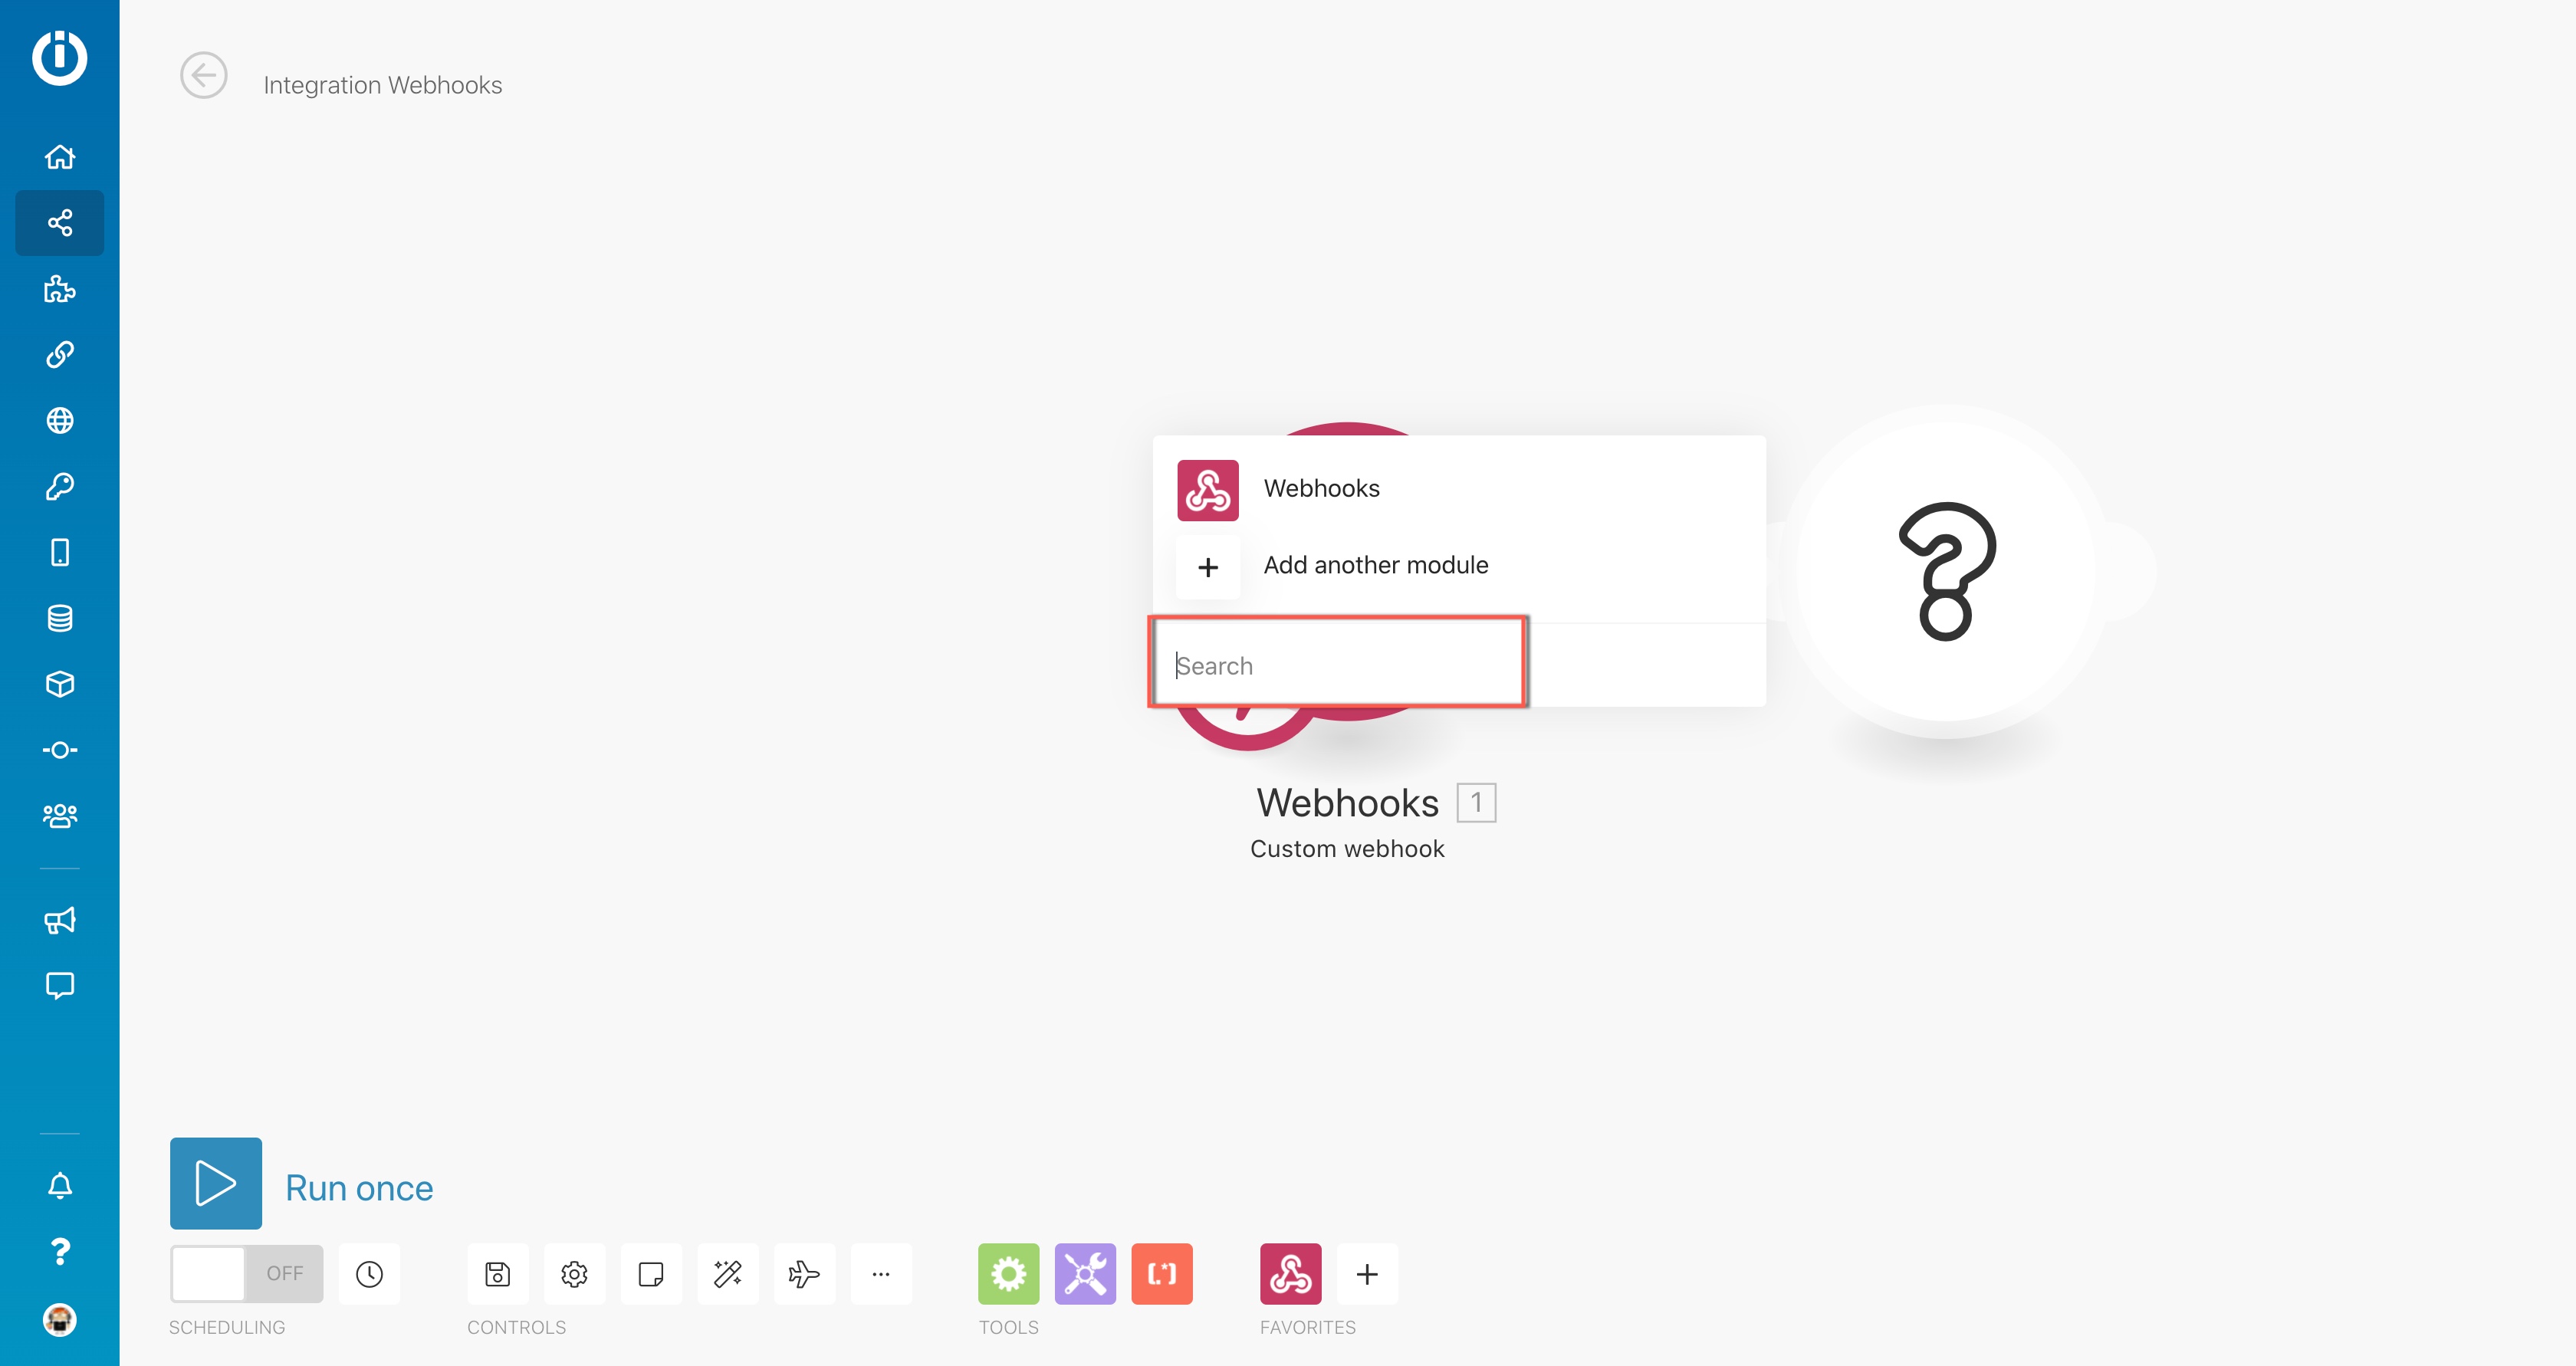 Integration Webhooks
Webhooks
Add another module
Search
Webhooks 1
Custom webhook
Run once
OFF
SCHEDULING
CONTROLS
TOOLS
FAVORITES